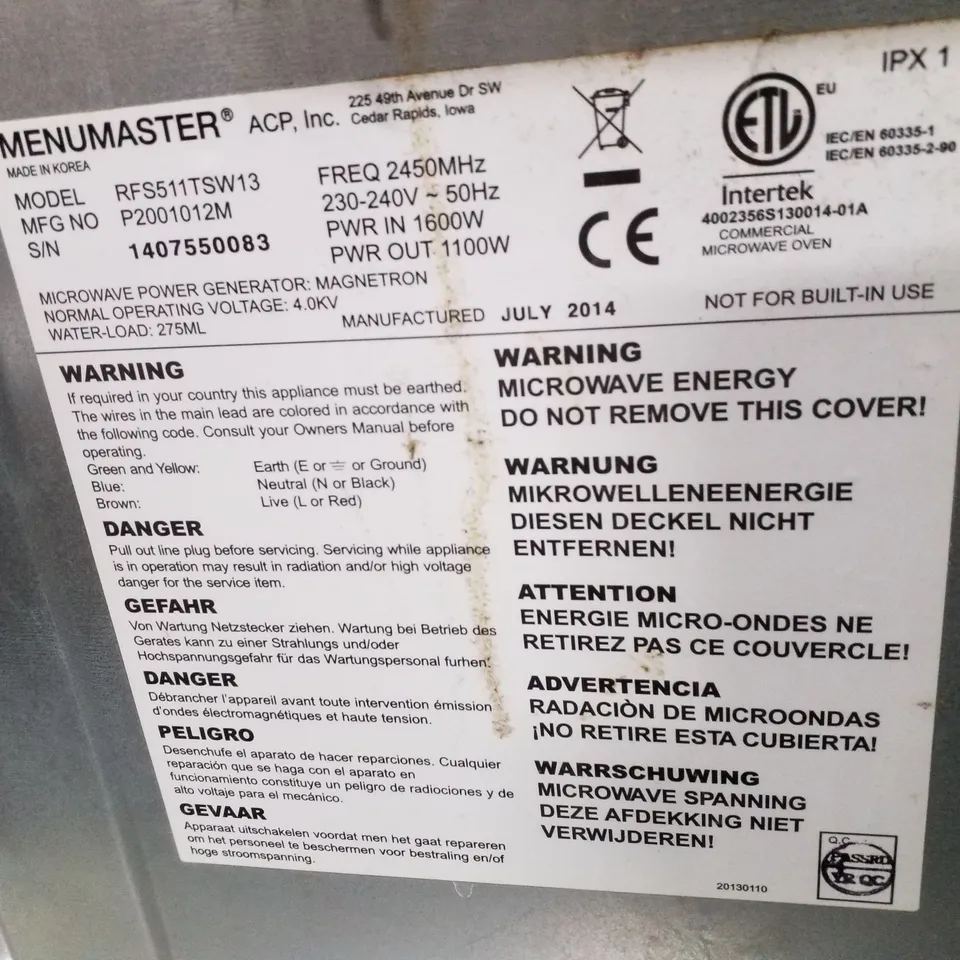 IPX 1
MENUMASTER® ACP, Inc. 225 49th Avenue Dr SW
Cedar Rapids, Iowa
MADE IN KOREA
MODEL RFS511TSW13
MFG NO P2001012M
S/N 1407550083
FREQ 2450MHz
230-240V ~ 50Hz
PWR IN 1600W
PWR OUT 1100W
CE
ETL EU
IEC/EN 60335-1
IEC/EN 60335-2-90
Intertek
4002356S130014-01A
COMMERCIAL
MICROWAVE OVEN
MICROWAVE POWER GENERATOR: MAGNETRON
NORMAL OPERATING VOLTAGE: 4.0KV
WATER-LOAD: 275ML
MANUFACTURED JULY 2014
NOT FOR BUILT-IN USE
WARNING
If required in your country this appliance must be earthed.
The wires in the main lead are colored in accordance with
the following code. Consult your Owners Manual before
operating.
Green and Yellow: Earth (E or ⏚ or Ground)
Blue: Neutral (N or Black)
Brown: Live (L or Red)
DANGER
Pull out line plug before servicing. Servicing while appliance
is in operation may result in radiation and/or high voltage
danger for the service item.
GEFAHR
Von Wartung Netzstecker ziehen. Wartung bei Betrieb des
Gerates kann zu einer Strahlungs und/oder
Hochspannungsgefahr für das Wartungspersonal furhen.
DANGER
Débrancher l'appareil avant toute intervention émission
d'ondes électromagnétiques et haute tension.
PELIGRO
Desenchufe el aparato de hacer reparciones. Cualquier
reparación que se haga con el aparato en
funcionamiento constituye un peligro de radiociones y de
alto voltaje para el mecánico.
GEVAAR
Apparaat uitschakelen voordat men het gaat repareren
om het personeel te beschermen voor bestraling en/of
hoge stroomspanning.
WARNING
MICROWAVE ENERGY
DO NOT REMOVE THIS COVER!
WARNUNG
MIKROWELLENEENERGIE
DIESEN DECKEL NICHT
ENTFERNEN!
ATTENTION
ENERGIE MICRO-ONDES NE
RETIREZ PAS CE COUVERCLE!
ADVERTENCIA
RADACIÒN DE MICROONDAS
¡NO RETIRE ESTA CUBIERTA!
WARRSCHUWING
MICROWAVE SPANNING
DEZE AFDEKKING NIET
VERWIJDEREN!
20130110
Q.C.
PASSED
QC